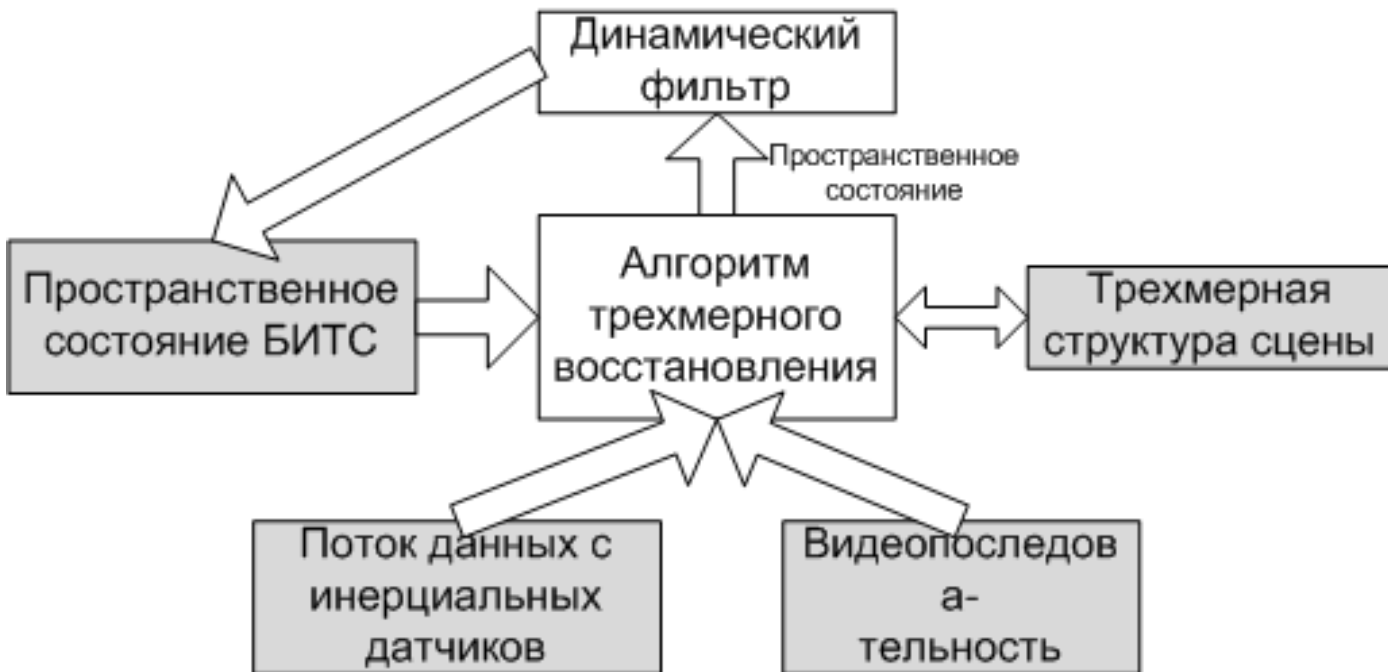 Динамический
фильтр
Пространственное
состояние
Пространственное
состояние БИТС
Алгоритм
трехмерного
восстановления
Трехмерная
структура сцены
Поток данных с
инерциальных
датчиков
Видеопоследов
а-
тельность